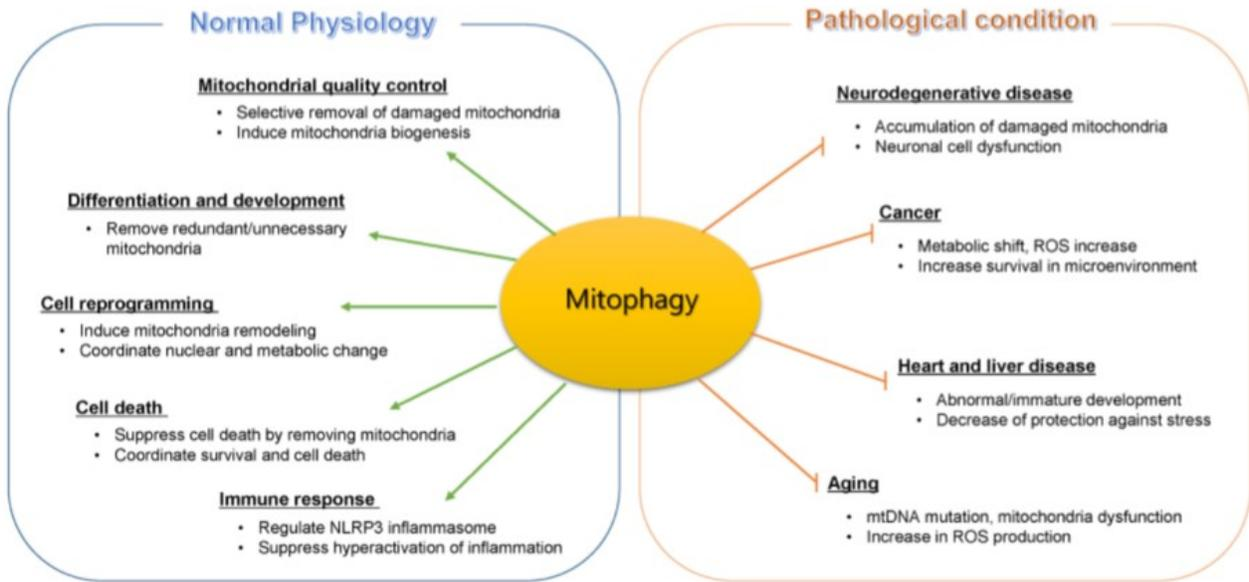 Normal Physiology
Mitochondrial quality control
• Selective removal of damaged mitochondria
• Induce mitochondria biogenesis
Differentiation and development
• Remove redundant/unnecessary
mitochondria
Cell reprogramming
• Induce mitochondria remodeling
• Coordinate nuclear and metabolic change
Cell death
• Suppress cell death by removing mitochondria
• Coordinate survival and cell death
Immune response
• Regulate NLRP3 inflammasome
• Suppress hyperactivation of inflammation
Mitophagy
Pathological condition
Neurodegenerative disease
• Accumulation of damaged mitochondria
• Neuronal cell dysfunction
Cancer
• Metabolic shift, ROS increase
• Increase survival in microenvironment
Heart and liver disease
• Abnormal/immature development
• Decrease of protection against stress
Aging
• mtDNA mutation, mitochondria dysfunction
• Increase in ROS production